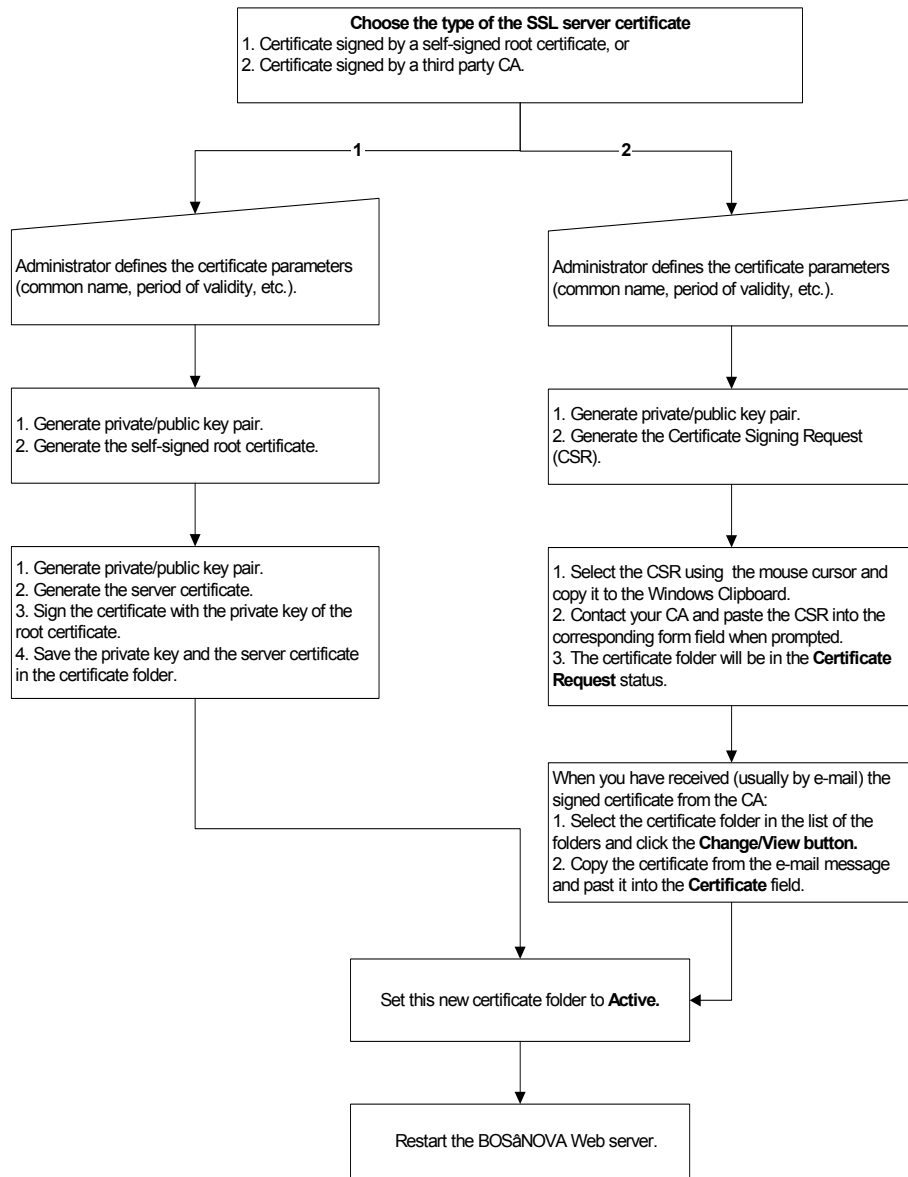 Choose the type of the SSL server certificate
1. Certificate signed by a self-signed root certificate, or
2. Certificate signed by a third party CA.
1
2
Administrator defines the certificate parameters
(common name, period of validity, etc.).
Administrator defines the certificate parameters
(common name, period of validity, etc.).
1. Generate private/public key pair.
2. Generate the self-signed root certificate.
1. Generate private/public key pair.
2. Generate the Certificate Signing Request
(CSR).
1. Generate private/public key pair.
2. Generate the server certificate.
3. Sign the certificate with the private key of the
root certificate.
4. Save the private key and the server certificate
in the certificate folder.
1. Select the CSR using the mouse cursor and
copy it to the Windows Clipboard.
2. Contact your CA and paste the CSR into the
corresponding form field when prompted.
3. The certificate folder will be in the Certificate
Request status.
When you have received (usually by e-mail) the
signed certificate from the CA:
1. Select the certificate folder in the list of the
folders and click the Change/View button.
2. Copy the certificate from the e-mail message
and past it into the Certificate field.
Set this new certificate folder to Active.
Restart the BOSâNOVA Web server.